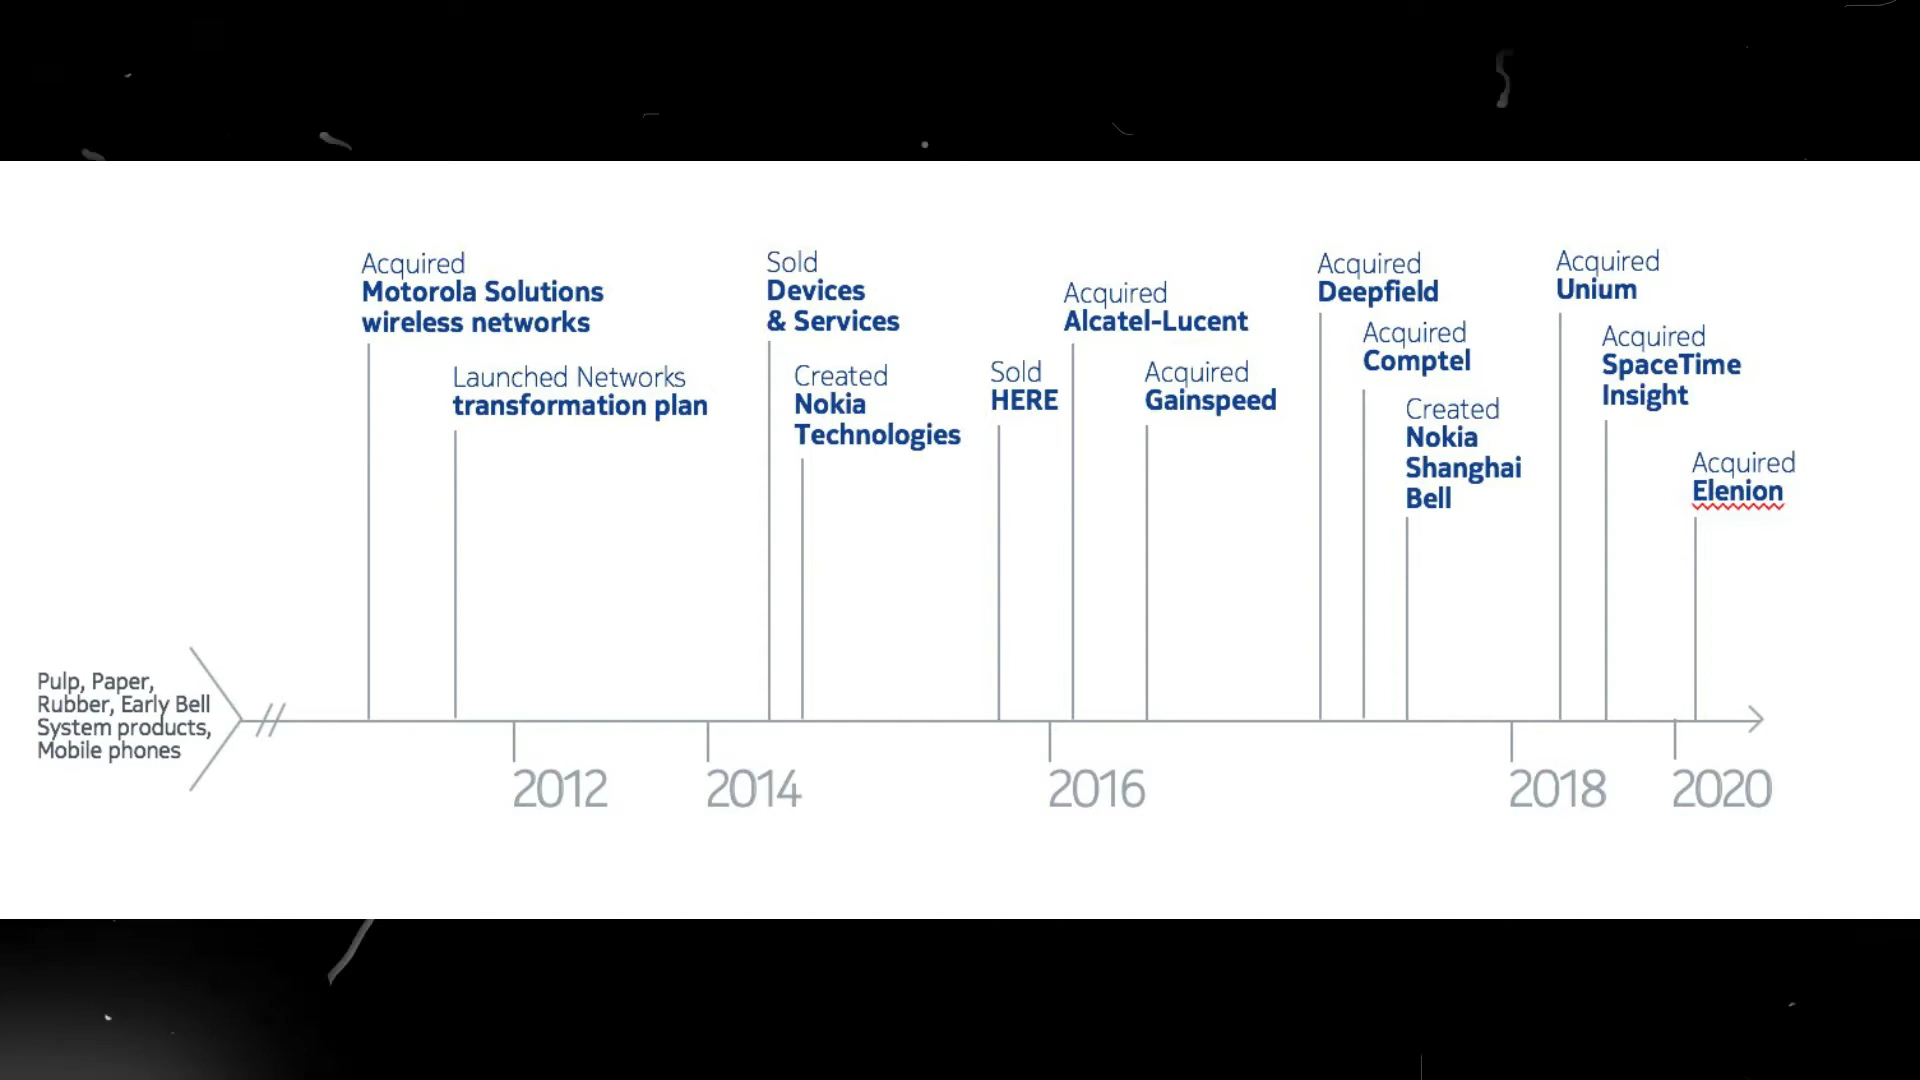 Acquired
Motorola Solutions
wireless networks
Launched Networks
transformation plan
Sold
Devices
& Services
Created
Nokia
Technologies
Sold
HERE
Acquired
Alcatel-Lucent
Acquired
Gainspeed
Acquired
Deepfield
Acquired
Comptel
Created
Nokia
Shanghai
Bell
Acquired
Unium
Acquired
SpaceTime
Insight
Acquired
Elenion
Pulp, Paper,
Rubber, Early Bell
System products,
Mobile phones
2012
2014
2016
2018
2020